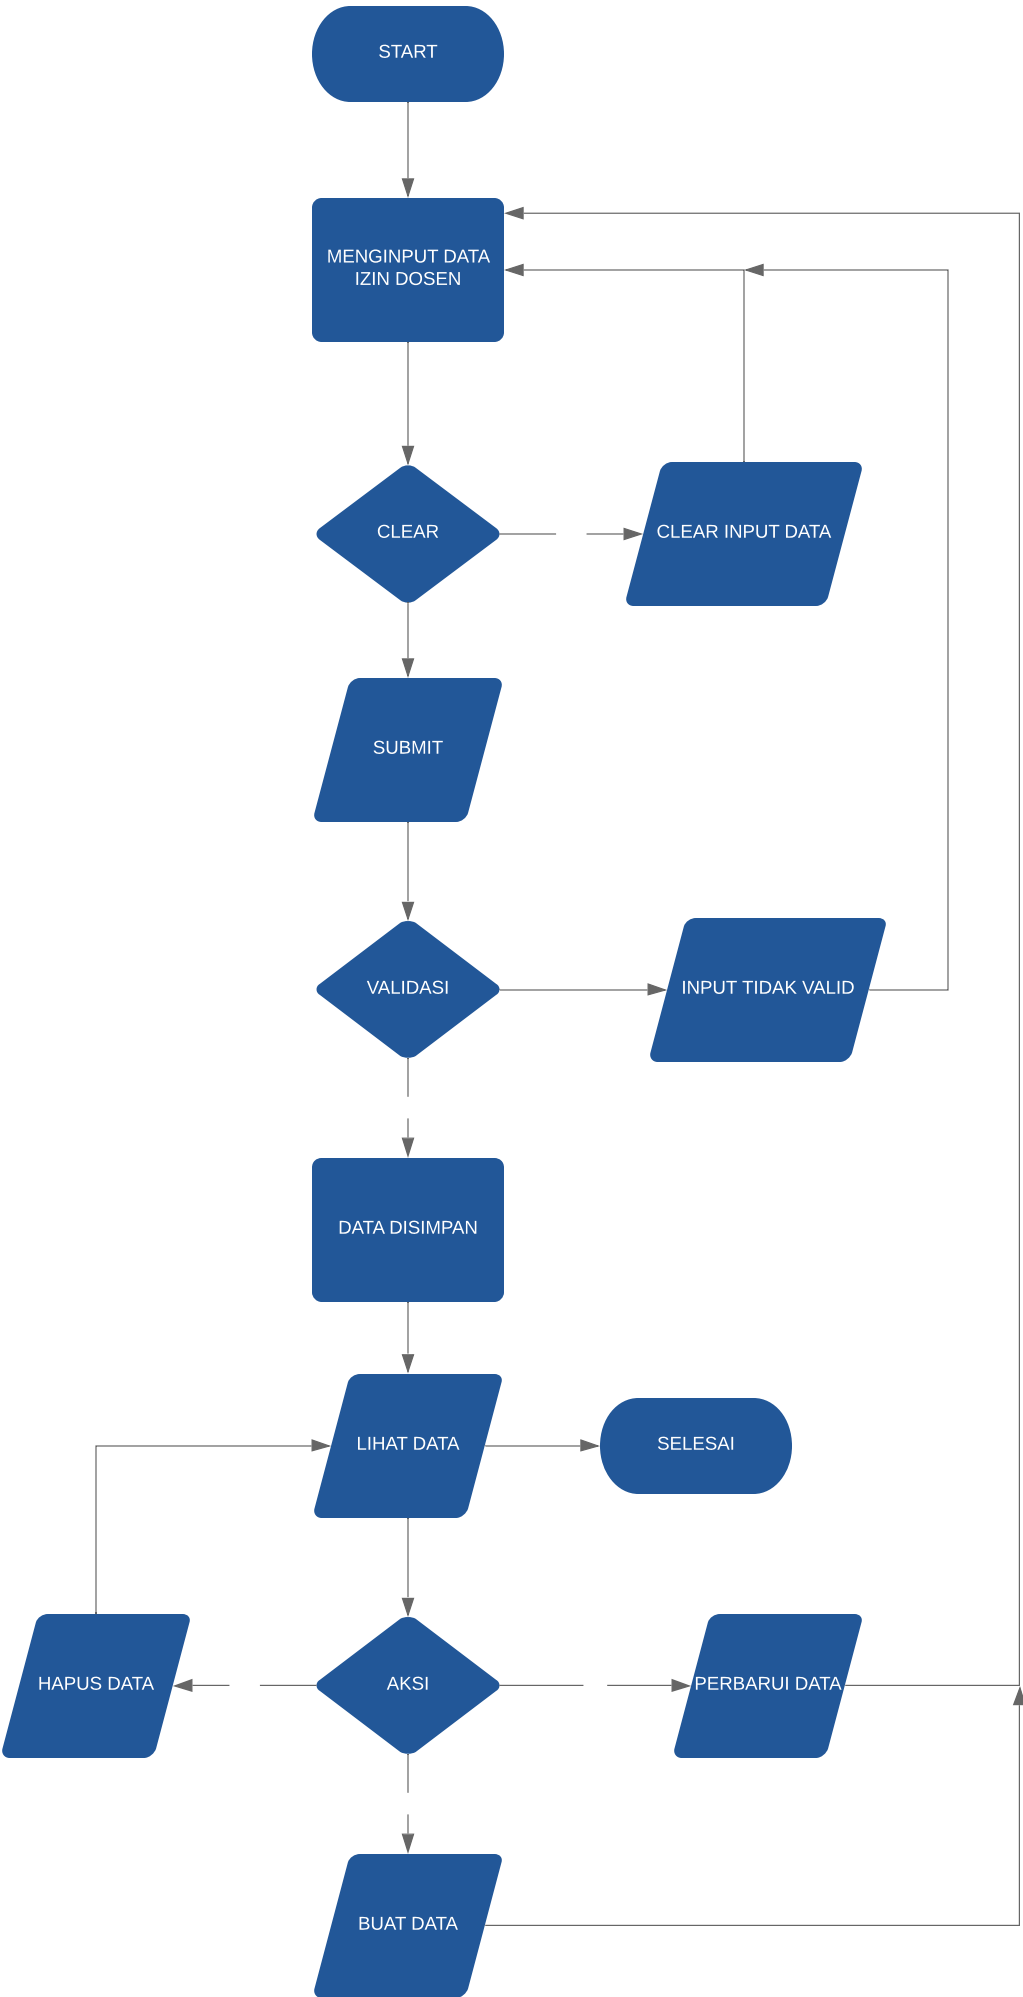 START
MENGINPUT DATA
IZIN DOSEN
CLEAR
CLEAR INPUT DATA
SUBMIT
VALIDASI
INPUT TIDAK VALID
DATA DISIMPAN
LIHAT DATA
SELESAI
HAPUS DATA
AKSI
PERBARUI DATA
BUAT DATA